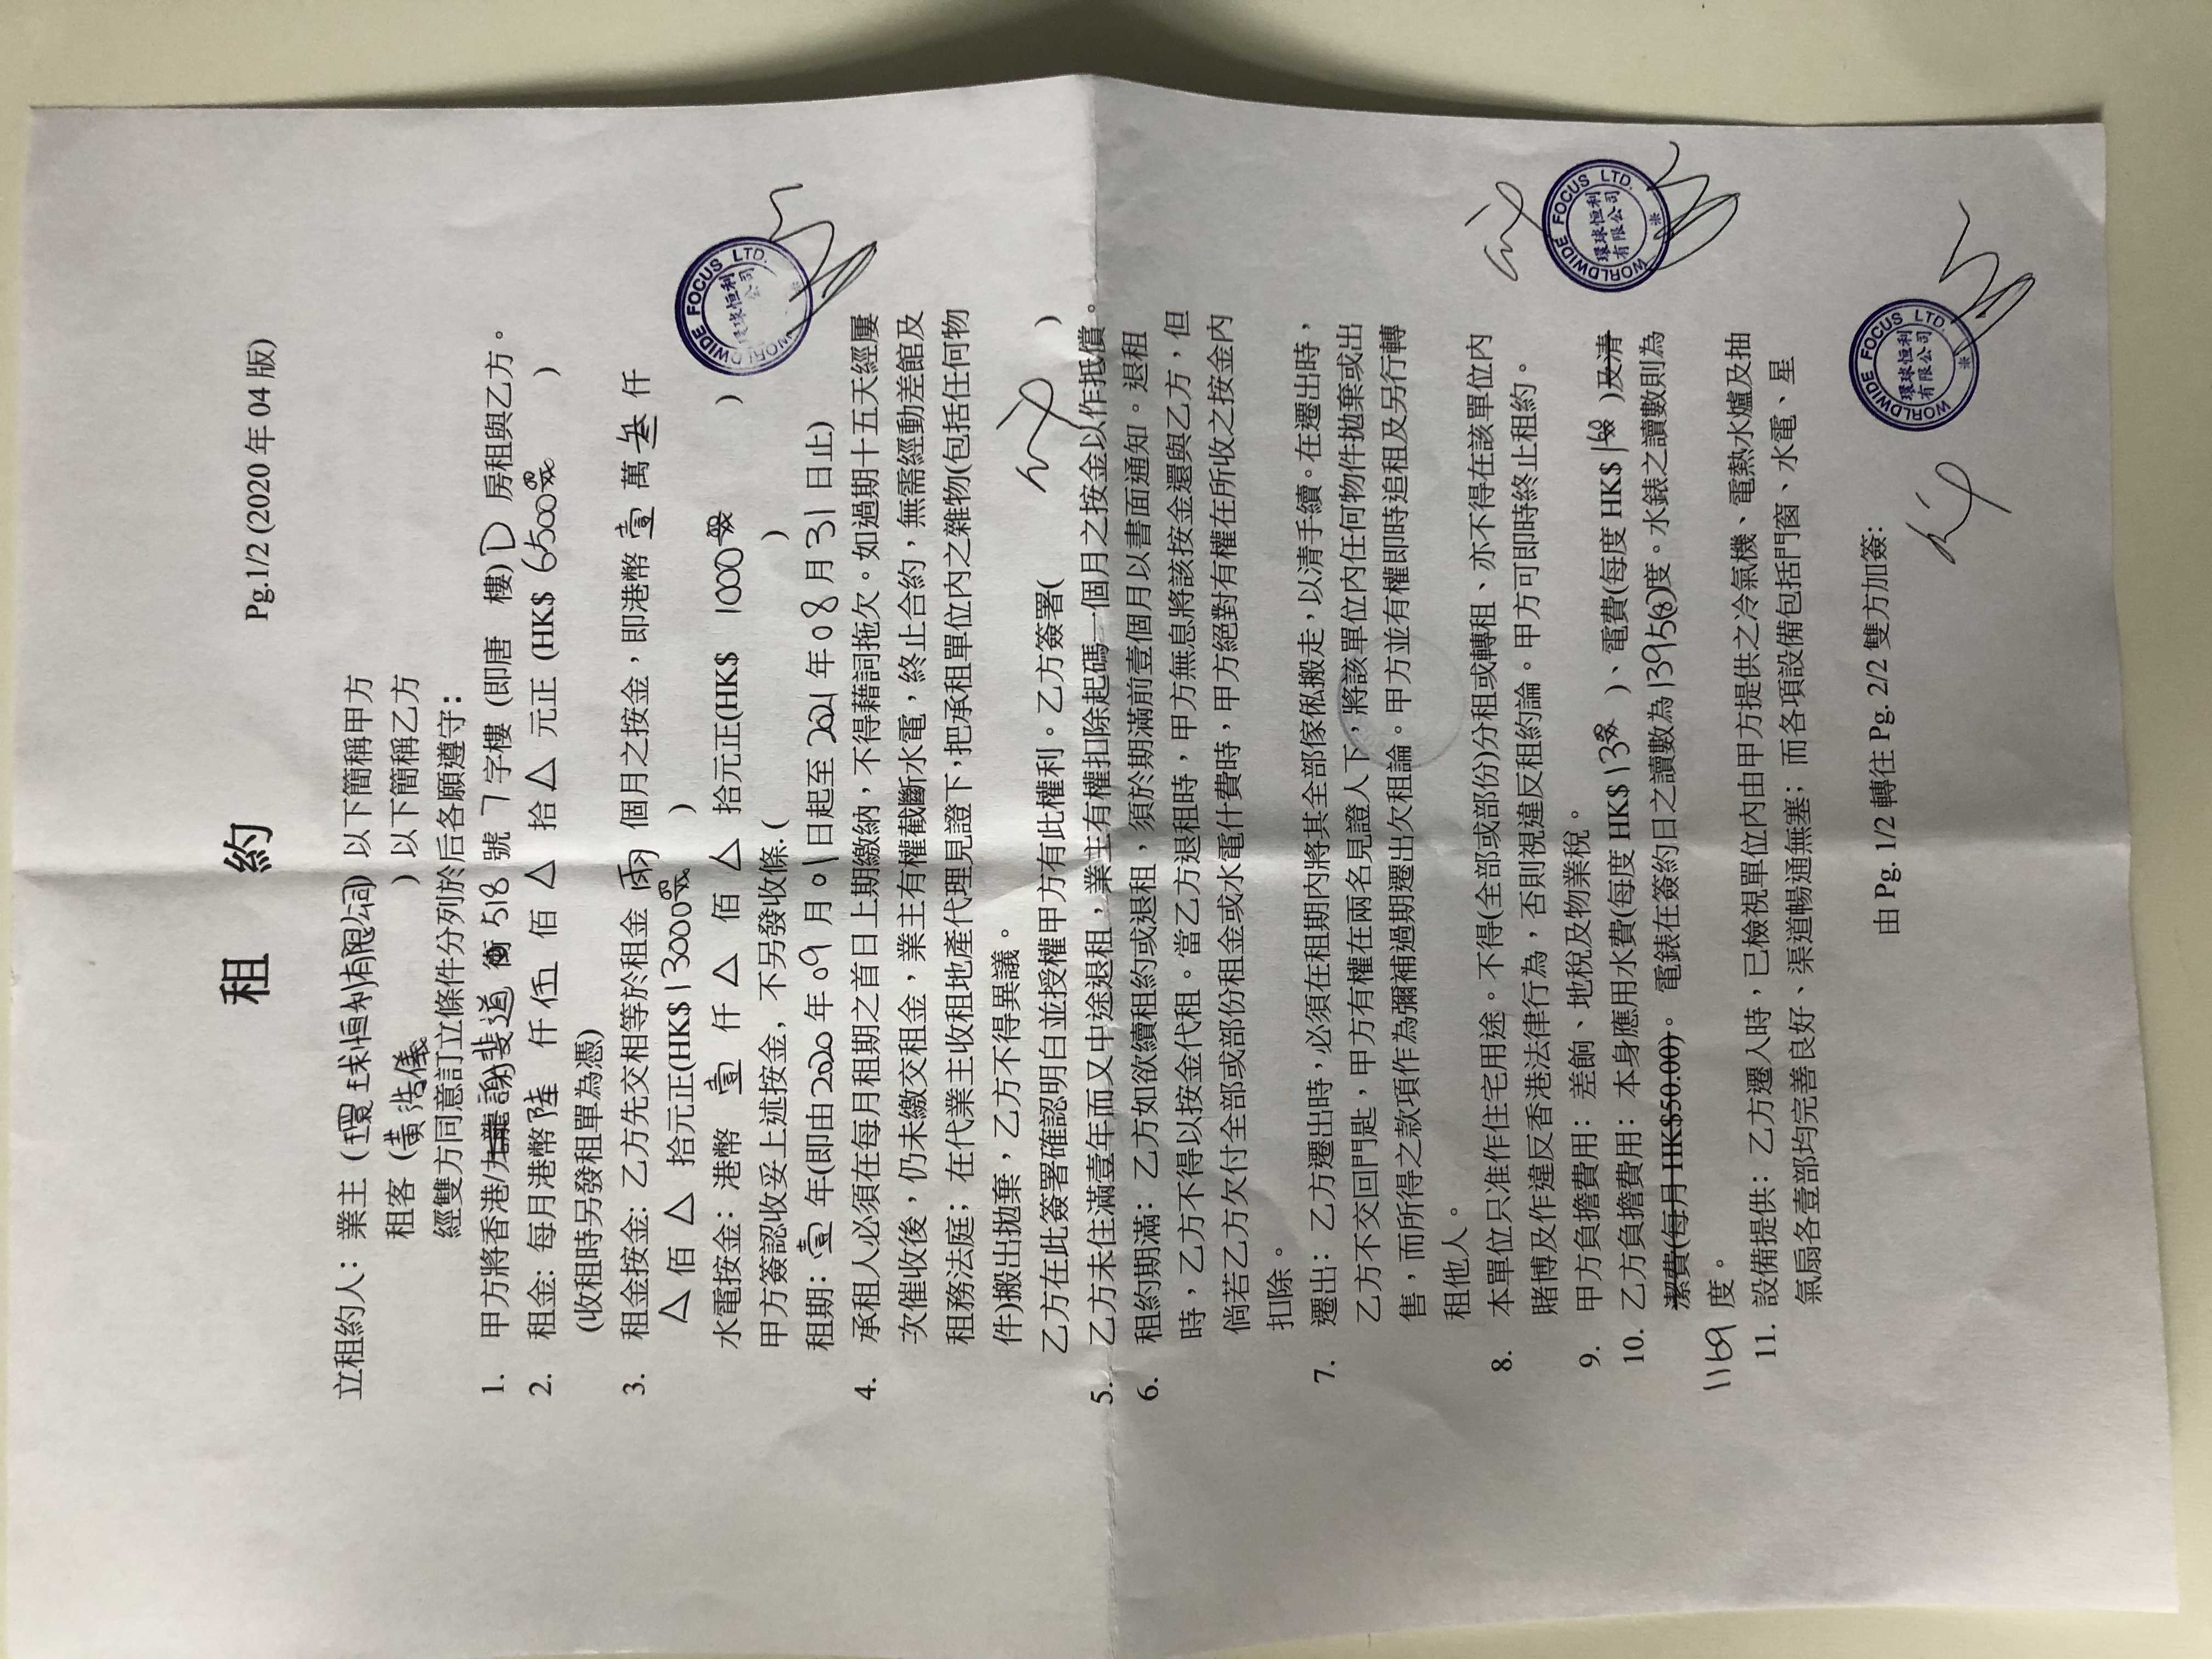 租約
Pg.1/2 (2020 年 04 版)
立租約人： 業主 (環球恒利有限公司) 以下簡稱甲方
租客 (黃浩儀 ) 以下簡稱乙方
經雙方同意訂立條件分列於后各願遵守：
1. 甲方將香港/九龍謝斐道街 518 號 7 字樓 (即唐 樓) D 房租與乙方。
2. 租金: 每月港幣陸 仟 伍 佰 △ 拾 △ 元正 (HK$ 6500 )
(收租時另發租單為憑)
3. 租金按金: 乙方先交相等於租金 兩 個月之按金，即港幣 壹 萬 叁 仟
△ 佰 △ 拾元正(HK$ 13000 )
水電按金: 港幣 壹 仟 △ 佰 △ 拾元正(HK$ 1000 )
甲方簽認收妥上述按金，不另發收條.( )
租期: 壹 年(即由 2020 年 09 月 01 日起至 2021 年 08 月 31 日止)
4. 承租人必須在每月租期之首日上期繳納，不得藉詞拖欠。如過期十五天經屢
次催收後，仍未繳交租金，業主有權截斷水電，終止合約，無需經動差館及
租務法庭；在代業主收租地產代理見證下，把承租單位內之雜物(包括任何物
件)搬出拋棄，乙方不得異議。
乙方在此簽署確認明白並授權甲方有此權利。乙方簽署( )
5. 乙方未住滿壹年而又中途退租，業主有權扣除起碼一個月之按金以作抵償。
6. 租約期滿： 乙方如欲續租約或退租，須於期滿前壹個月以書面通知。退租
時，乙方不得以按金代租。當乙方退租時，甲方無息將該按金還與乙方，但
倘若乙方欠付全部或部份租金或水電什費時，甲方絕對有權在所收之按金內
扣除。
7. 遷出： 乙方遷出時，必須在租期內將其全部傢俬搬走，以清手續。在遷出時，
乙方不交回門匙，甲方有權在兩名見證人下，將該單位內任何物件拋棄或出
售，而所得之款項作為彌補過期遷出欠租論。甲方並有權即時追租及另行轉
租他人。
8. 本單位只准作住宅用途。不得(全部或部份)分租或轉租、亦不得在該單位內
賭博及作違反香港法律行為，否則視違反租約論。甲方可即時終止租約。
9. 甲方負擔費用： 差餉、地稅及物業稅。
10. 乙方負擔費用： 本身應用水費(每度 HK$ 13 )、電費(每度 HK$ )及清
潔費(每月 HK$50.00)。 電錶在簽約日之讀數為 度。水錶之讀數則為
1169 度。
11. 設備提供： 乙方遷入時，已檢視單位內由甲方提供之冷氣機、電熱水爐及抽
氣扇各壹部均完善良好、渠道暢通無塞；而各項設備包括門窗、水電、星
由 Pg. 1/2 轉往 Pg. 2/2 雙方加簽:
WORLDWIDE FOCUS LTD.
環球恒利
有限公司
WORLDWIDE FOCUS LTD.
環球恒利
有限公司
WORLDWIDE FOCUS LTD.
環球恒利
有限公司